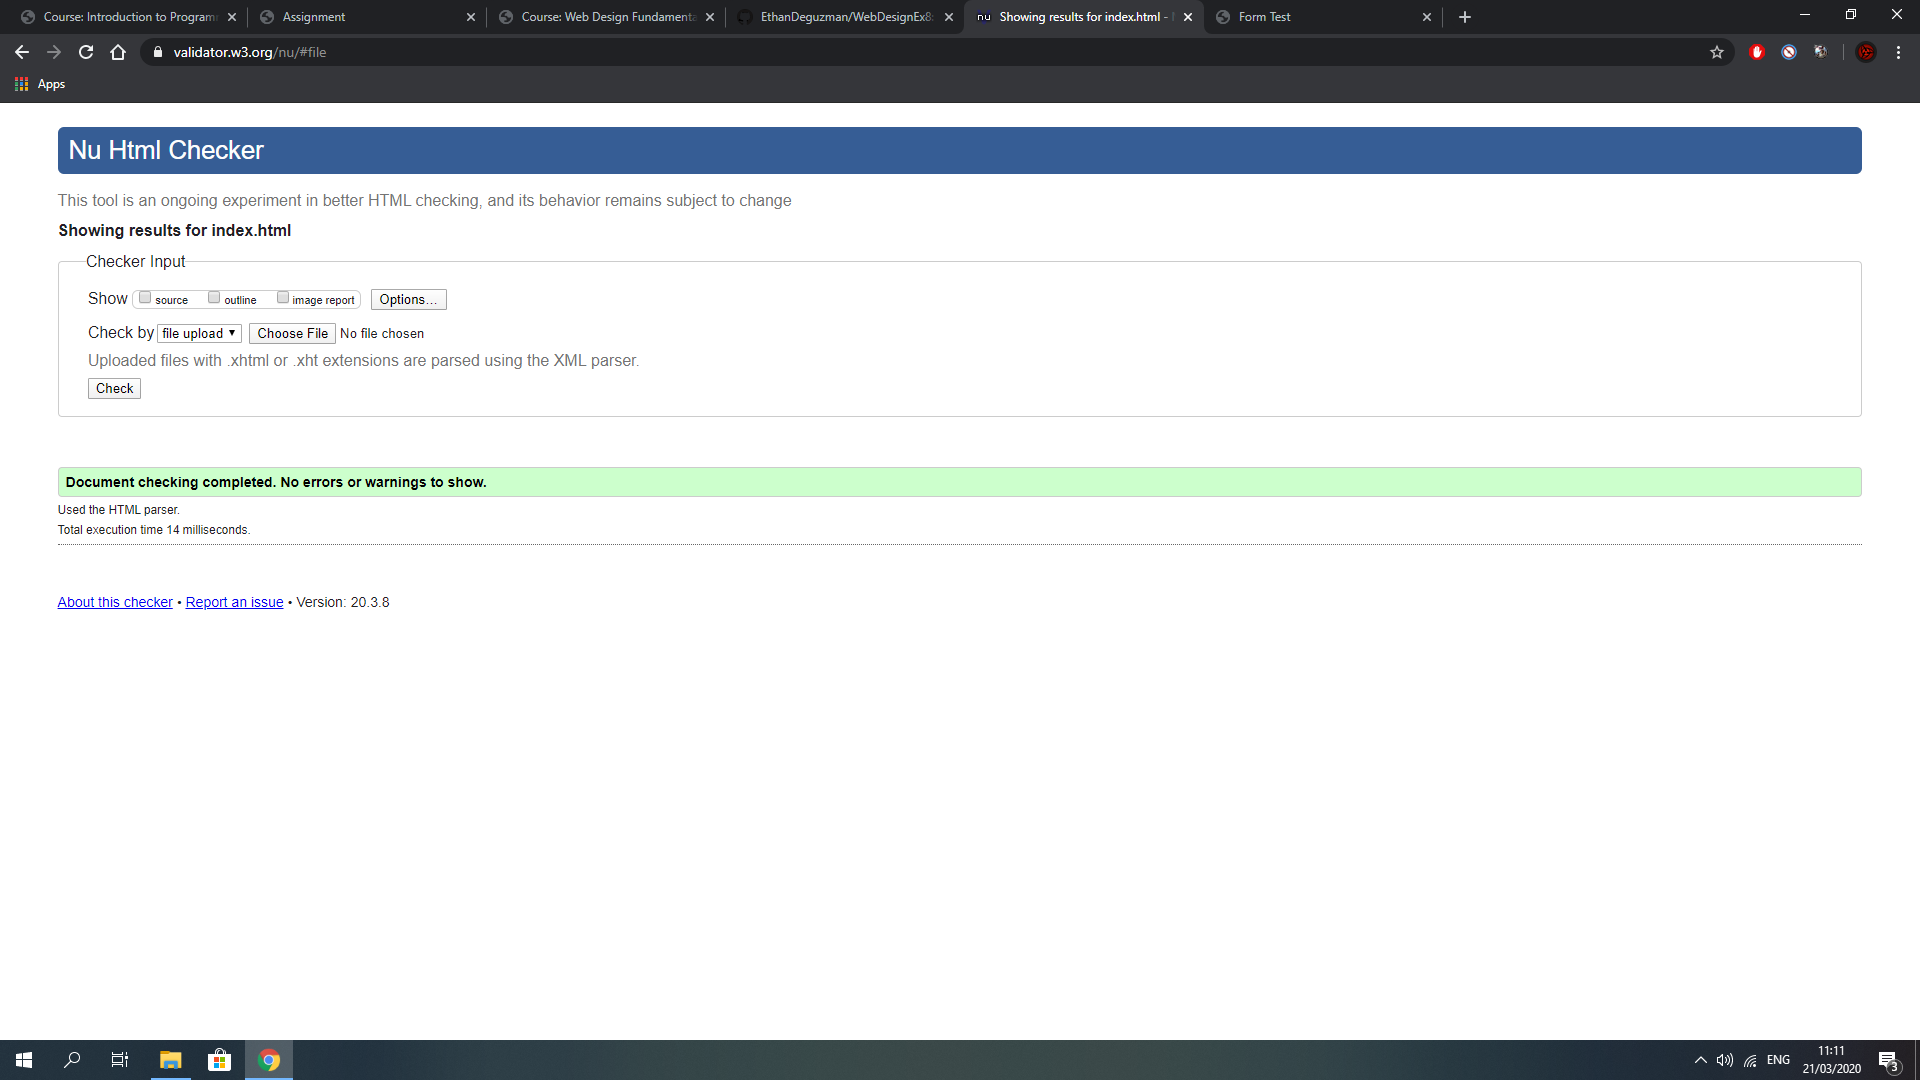 Course: Introduction to Program
Assignment
Course: Web Design Fundamenta
EthanDeguzman/WebDesignEx8
nu
Showing results for index.html -
Form Test
validator.w3.org/nu/#file
Apps
Nu Html Checker
This tool is an ongoing experiment in better HTML checking, and its behavior remains subject to change
Showing results for index.html
Checker Input
Show source outline image report Options...
Check by file upload Choose File No file chosen
Uploaded files with .xhtml or .xht extensions are parsed using the XML parser.
Check
Document checking completed. No errors or warnings to show.
Used the HTML parser.
Total execution time 14 milliseconds.
About this checker • Report an issue • Version: 20.3.8
ENG
11:11
21/03/2020
3